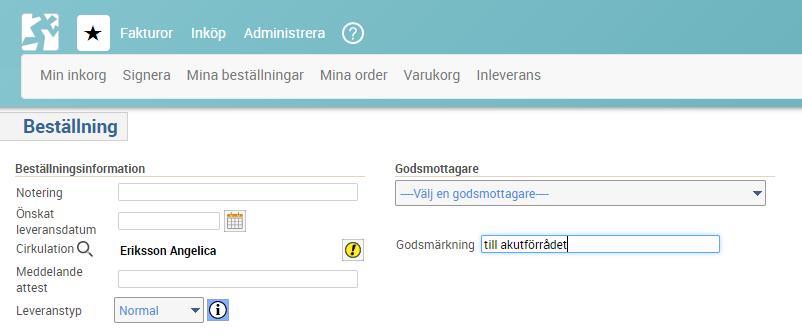 Fakturor Inköp Administrera ?
Min inkorg Signera Mina beställningar Mina order Varukorg Inleverans
Beställning
Beställningsinformation
Notering
Önskat
leveransdatum
Cirkulation Eriksson Angelica !
Meddelande
attest
Leveranstyp Normal i
Godsmottagare
----Välj en godsmottagare----
Godsmärkning till akutförrådet